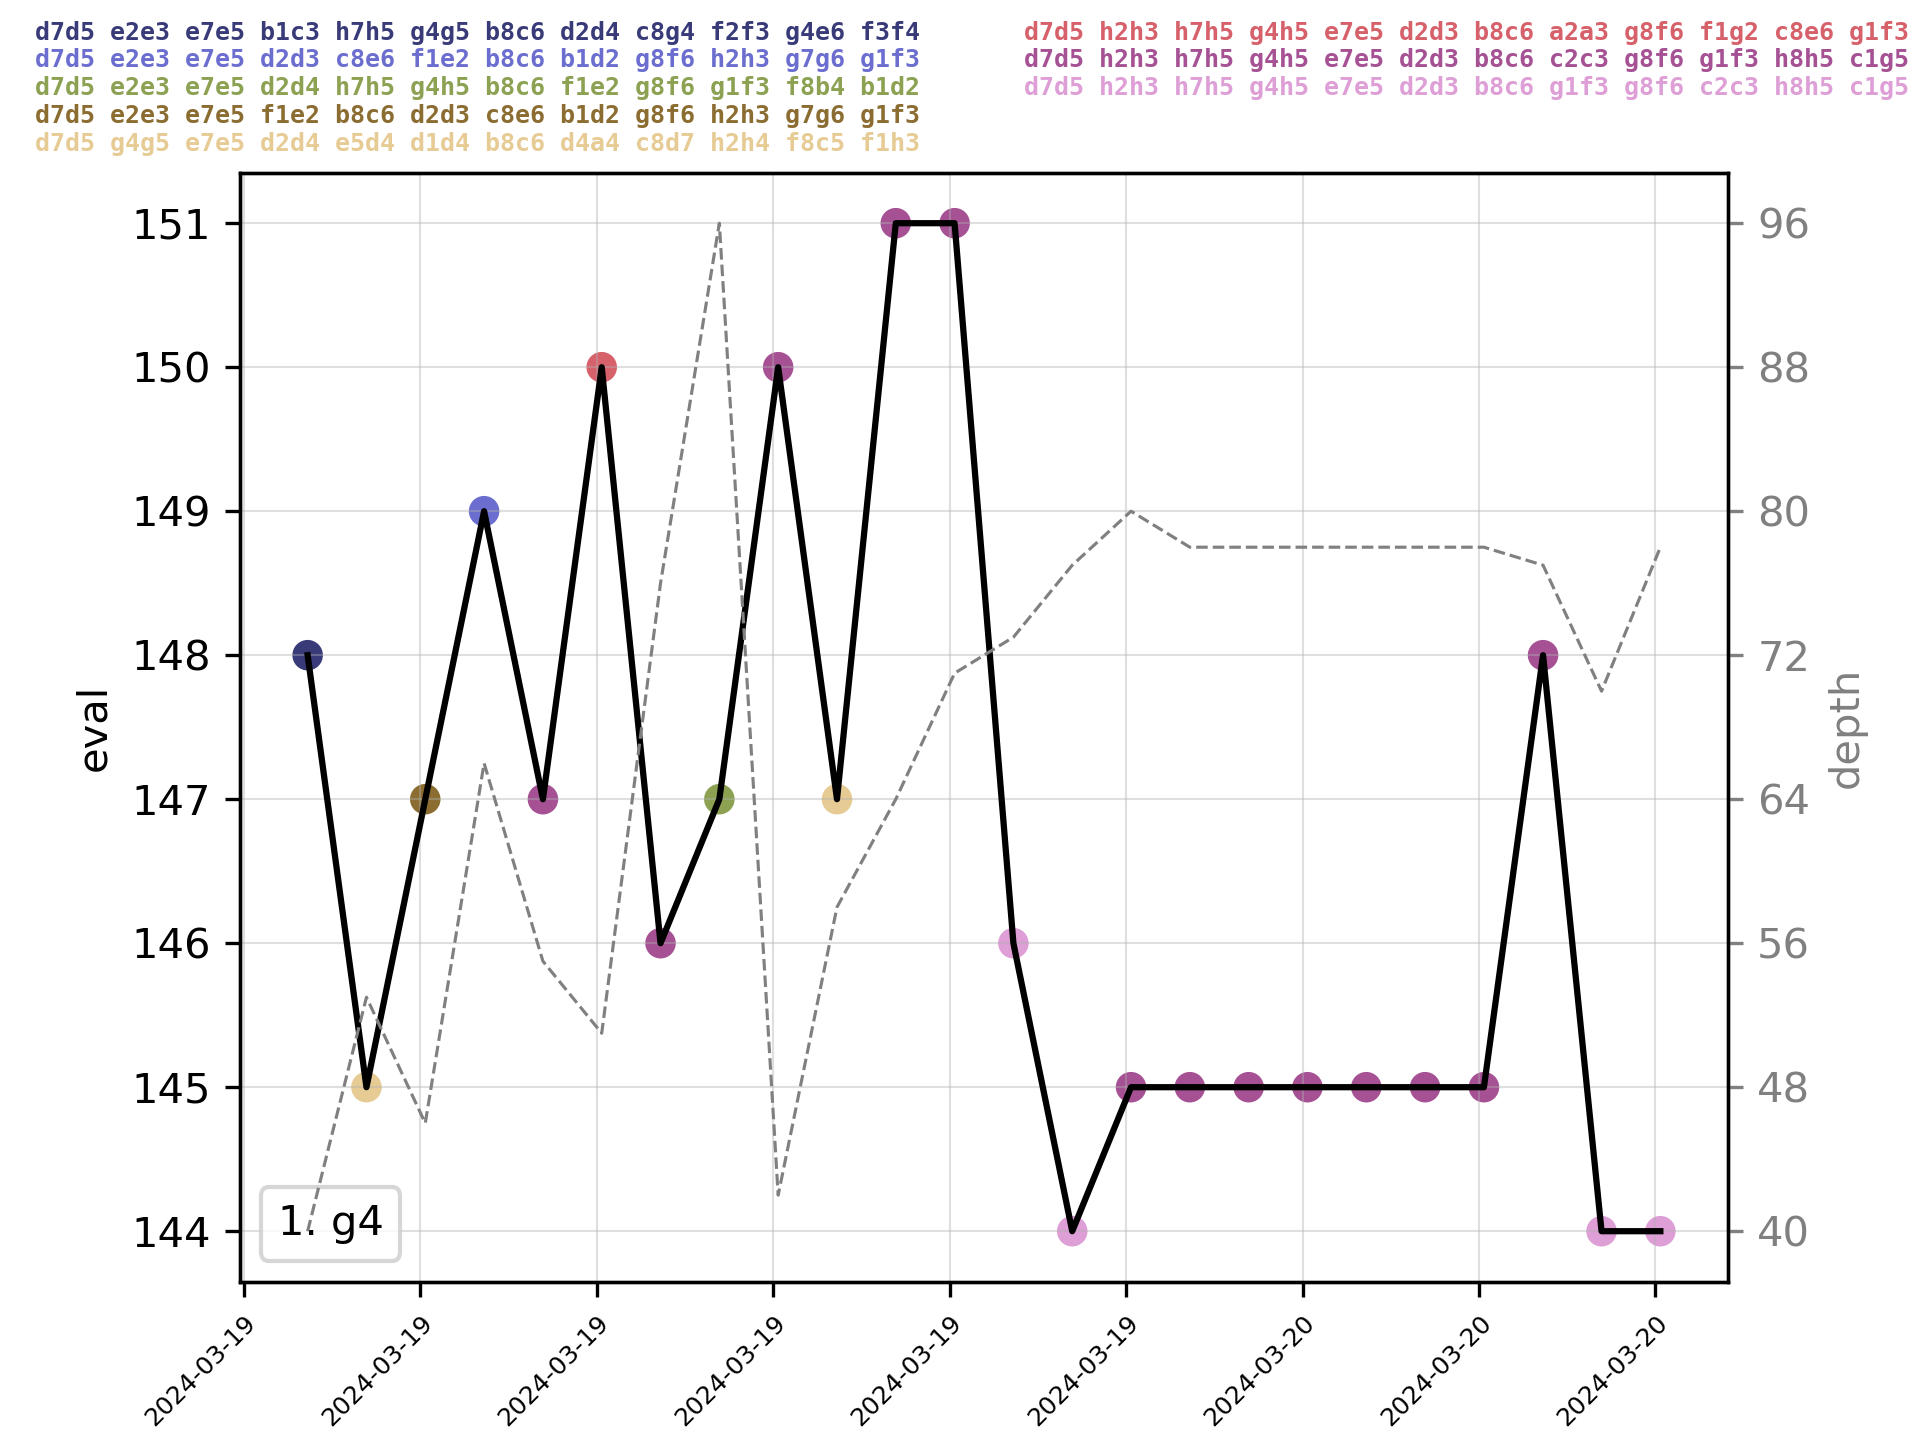 d7d5 e2e3 e7e5 b1c3 h7h5 g4g5 b8c6 d2d4 c8g4 f2f3 g4e6 f3f4
d7d5 e2e3 e7e5 d2d3 c8e6 f1e2 b8c6 b1d2 g8f6 h2h3 g7g6 g1f3
d7d5 e2e3 e7e5 d2d4 h7h5 g4h5 b8c6 f1e2 g8f6 g1f3 f8b4 b1d2
d7d5 e2e3 e7e5 f1e2 b8c6 d2d3 c8e6 b1d2 g8f6 h2h3 g7g6 g1f3
d7d5 g4g5 e7e5 d2d4 e5d4 d1d4 b8c6 d4a4 c8d7 h2h4 f8c5 f1h3
d7d5 h2h3 h7h5 g4h5 e7e5 d2d3 b8c6 a2a3 g8f6 f1g2 c8e6 g1f3
d7d5 h2h3 h7h5 g4h5 e7e5 d2d3 b8c6 c2c3 g8f6 g1f3 h8h5 c1g5
d7d5 h2h3 h7h5 g4h5 e7e5 d2d3 b8c6 g1f3 g8f6 c2c3 h8h5 c1g5
151
150
149
148
147
146
145
144
eval
96
88
80
72
64
56
48
40
depth
1. g4
2024-03-19
2024-03-19
2024-03-19
2024-03-19
2024-03-19
2024-03-19
2024-03-20
2024-03-20
2024-03-20